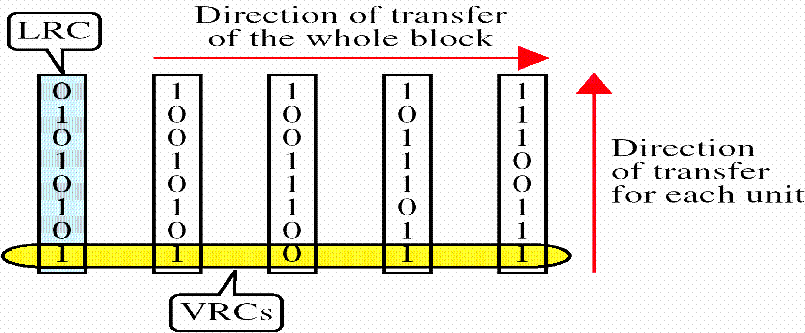 LRC
Direction of transfer
of the whole block
0 1 1 1 1
1 0 0 0 1
0 0 0 1 1
1 1 1 1 0
0 0 1 1 0
1 1 1 0 1
0 0 0 1 1
1 1 0 1 1
Direction
of transfer
for each unit
VRCs